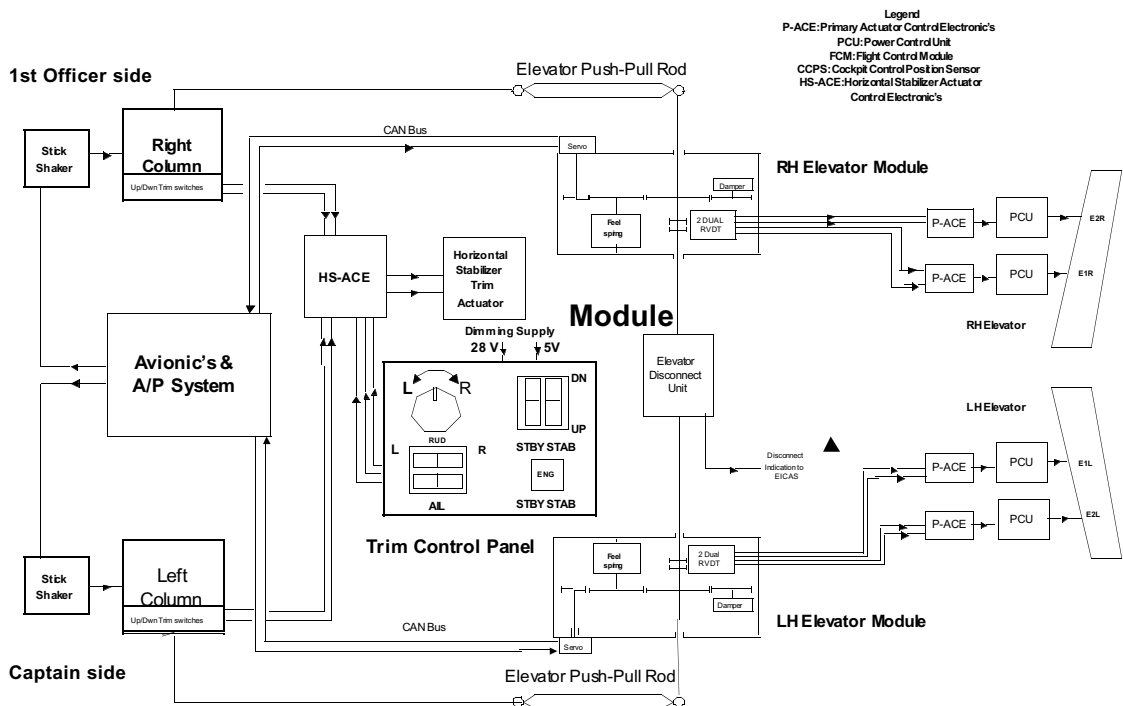 Legend
P-ACE: Primary Actuator Control Electronic's
PCU: Power Control Unit
FCM: Flight Control Module
CCPS: Cockpit Control Position Sensor
HS-ACE: Horizontal Stabilizer Actuator
Control Electronic's
1st Officer side
Elevator Push-Pull Rod
Stick
Shaker
Right
Column
Up/Dwn Trim switches
CAN Bus
Servo
RH Elevator Module
Damper
Feel
spring
2 DUAL
RVDT
P-ACE
PCU
E2R
P-ACE
PCU
E1R
RH Elevator
HS-ACE
Horizontal
Stabilizer
Trim
Actuator
Module
Dimming Supply
28 V
5V
Avionic's &
A/P System
L
R
RUD
L
R
AIL
DN
UP
STBY STAB
ENG
STBY STAB
Trim Control Panel
Elevator
Disconnect
Unit
Disconnect
Indication to
EICAS
LH Elevator
P-ACE
PCU
E1L
P-ACE
PCU
E2L
Feel
spring
2 Dual
RVDT
Damper
LH Elevator Module
Stick
Shaker
Left
Column
Up/Dwn Trim switches
CAN Bus
Servo
Captain side
Elevator Push-Pull Rod